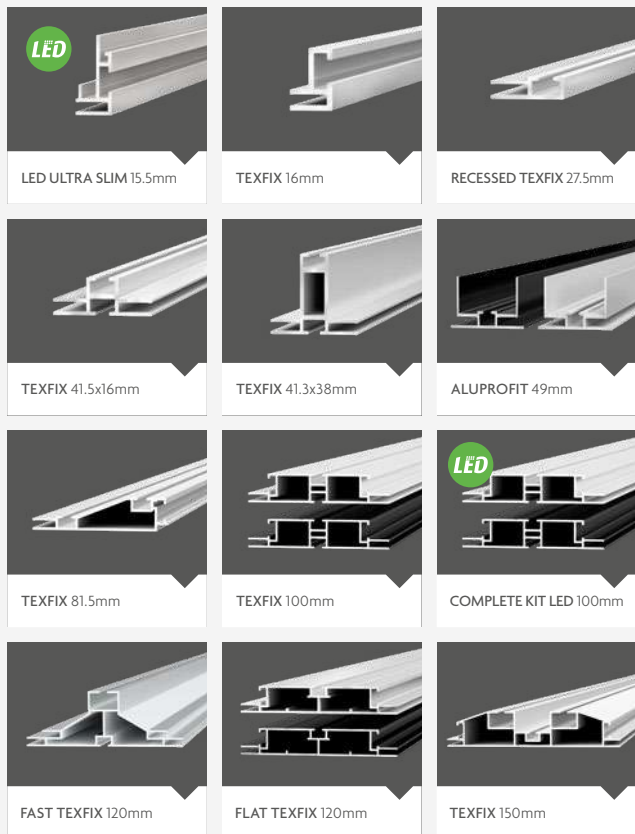 LED
LED ULTRA SLIM 15.5mm
TEXFIX 16mm
RECESSED TEXFIX 27.5mm
TEXFIX 41.5x16mm
TEXFIX 41.3x38mm
ALUPROFIT 49mm
TEXFIX 81.5mm
TEXFIX 100mm
LED
COMPLETE KIT LED 100mm
FAST TEXFIX 120mm
FLAT TEXFIX 120mm
TEXFIX 150mm